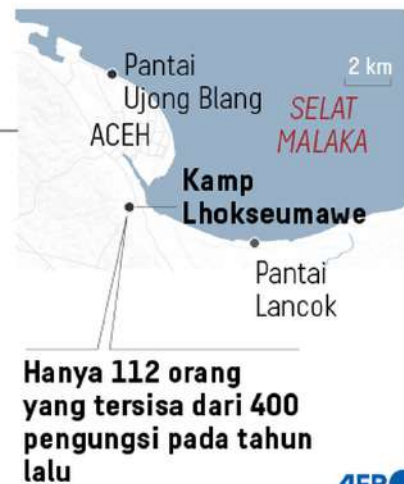 Pantai
Ujong Blang
2 km
SELAT
MALAKA
ACEH
Kamp
Lhokseumawe
Pantai
Lancok
Hanya 112 orang
yang tersisa dari 400
pengungsi pada tahun
lalu